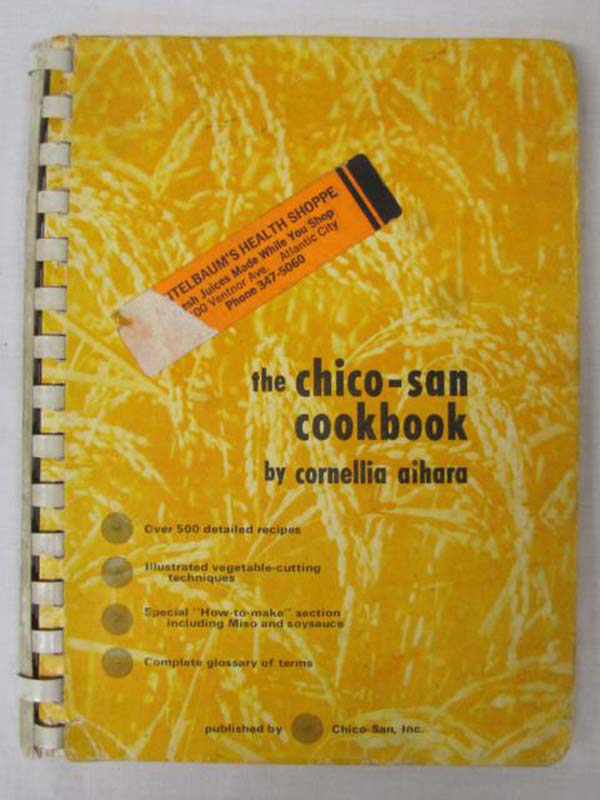 ITELBAUM'S HEALTH SHOPPE
esh Juices Made While You Shop
00 Ventnor Ave. Atlantic City
Phone 347-5060
the chico-san
cookbook
by cornellia aihara
Over 500 detailed recipes
Illustrated vegetable-cutting
techniques
Special "How-to-make" section
including Miso and soysauce
Complete glossary of terms
published by Chico-San, Inc.